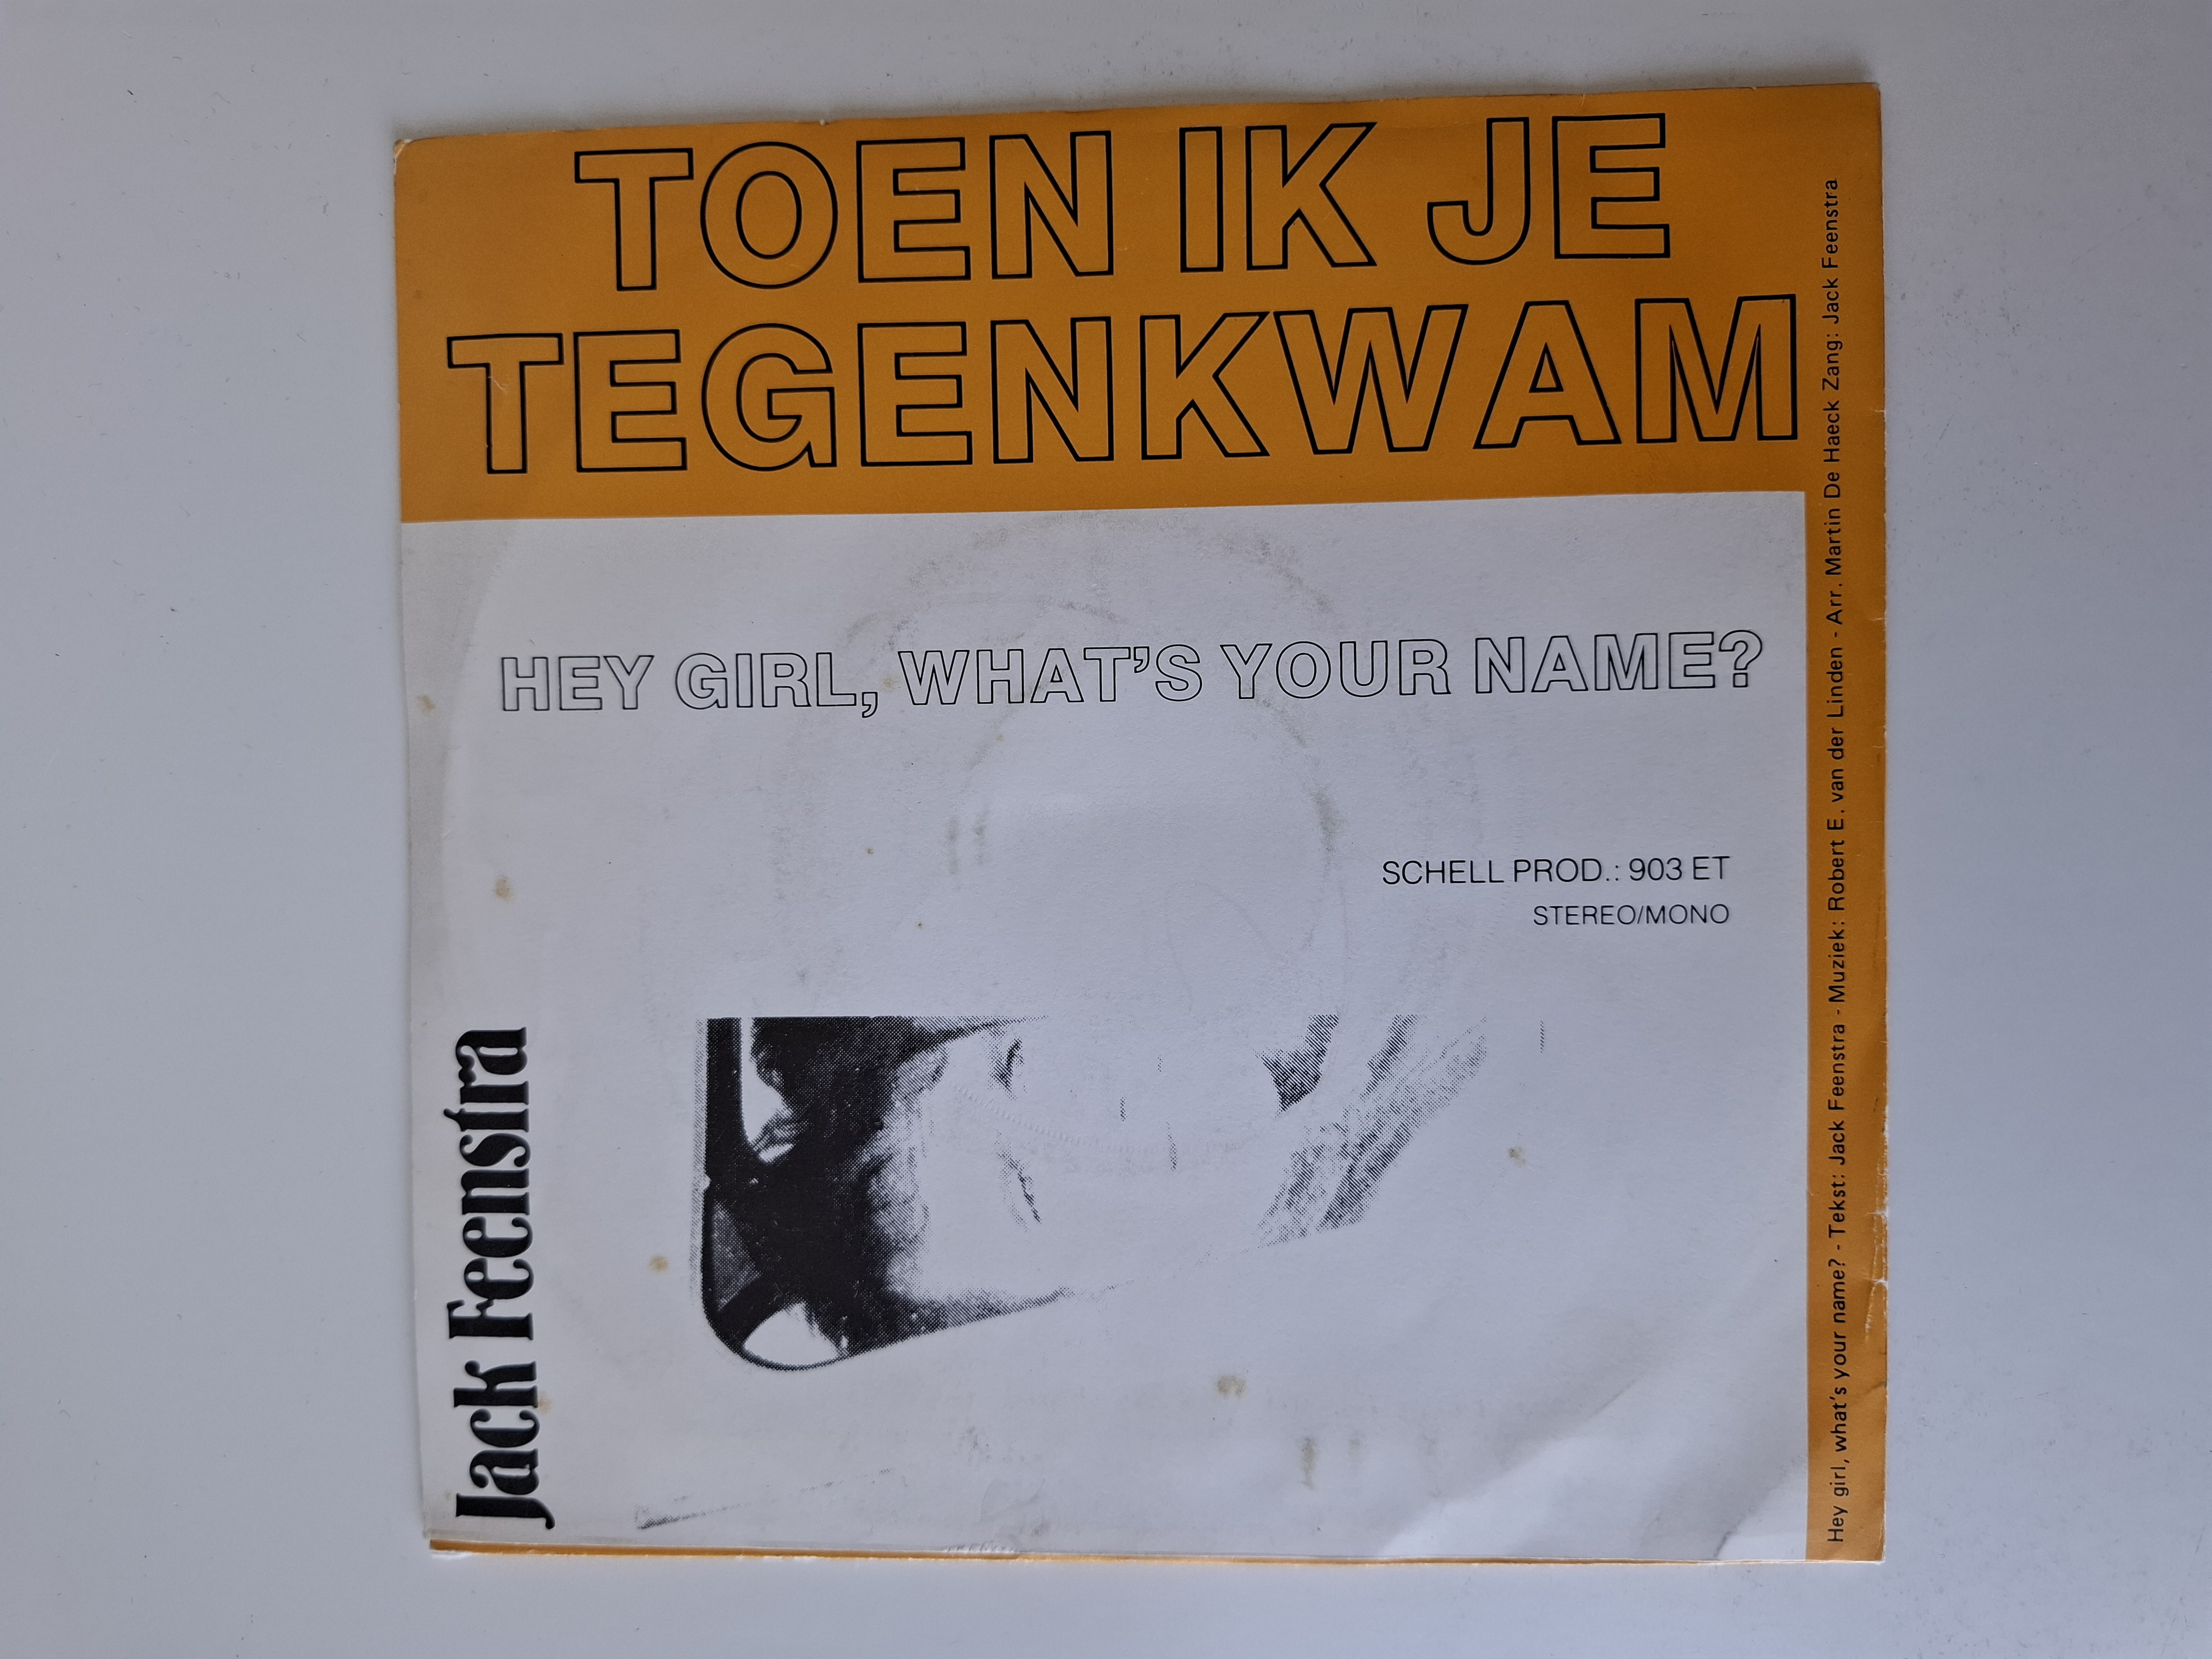 TOEN IK JE
TEGENKWAM
HEY GIRL, WHAT'S YOUR NAME?
SCHELL PROD.: 903 ET
STEREO/MONO
Jack Feenstra
Hey girl, what's your name? - Tekst: Jack Feenstra - Muziek: Robert E. van der Linden - Arr. Martin De Haeck Zang: Jack Feenstra